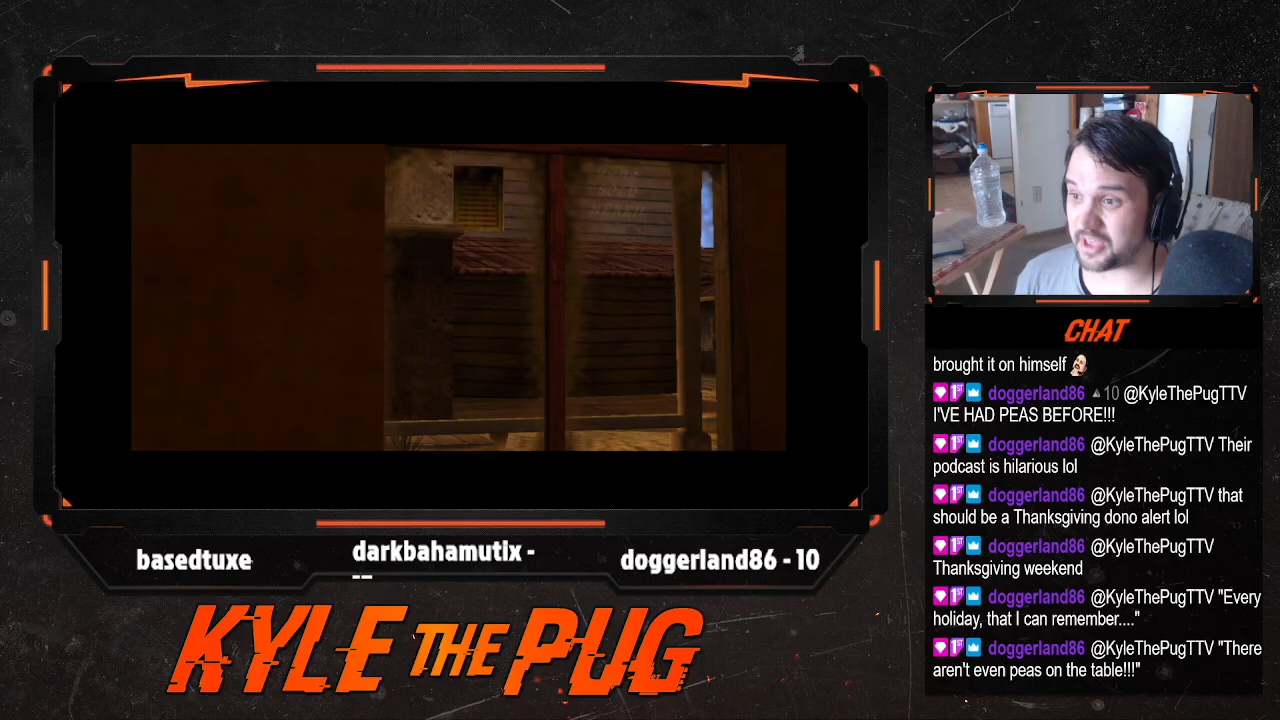 CHAT
brought it on himself
doggerland86 10 @KyleThePugTTV
I'VE HAD PEAS BEFORE!!!
doggerland86 @KyleThePugTTV Their
podcast is hilarious lol
doggerland86 @KyleThePugTTV that
should be a Thanksgiving dono alert lol
doggerland86 @KyleThePugTTV
Thanksgiving weekend
doggerland86 @KyleThePugTTV "Every
holiday, that I can remember...."
doggerland86 @KyleThePugTTV "There
aren't even peas on the table!!!"
basedtuxe
darkbahamutix -
doggerland86 - 10
KYLE THE PUG